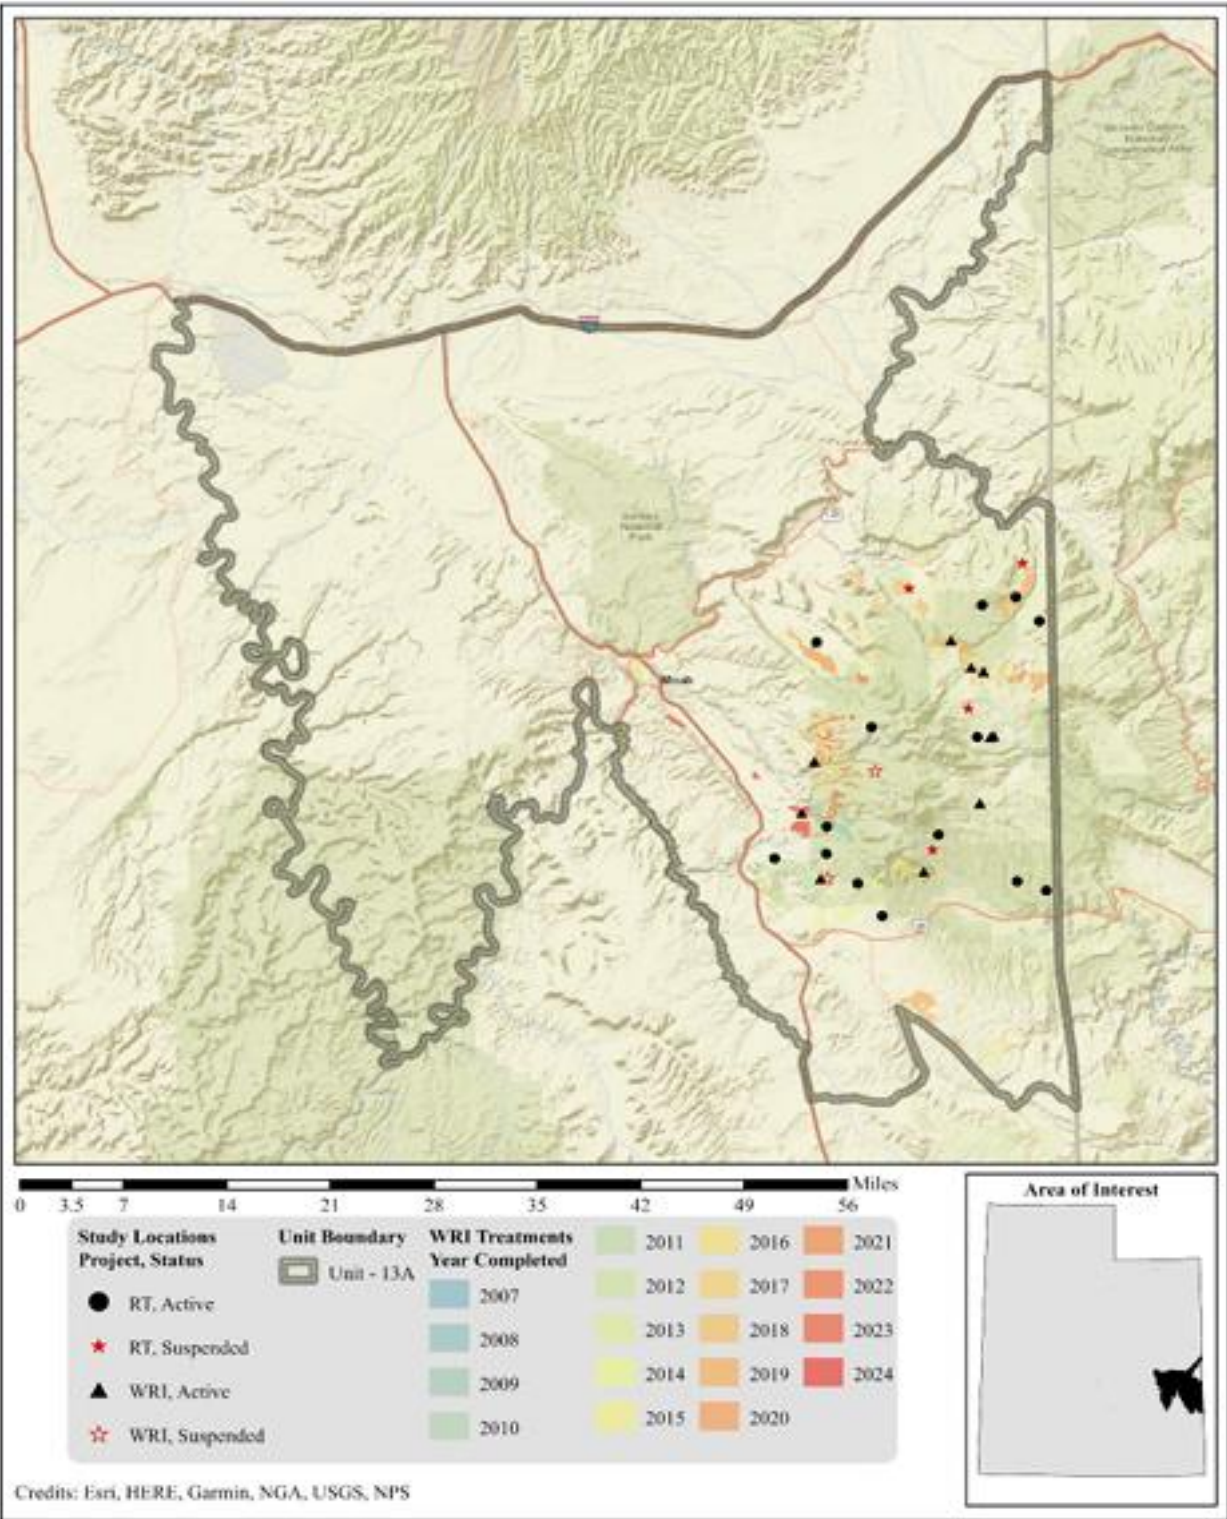 Park
Moab
Miles
0 3.5 7 14 21 28 35 42 49 56
Area of Interest
Study Locations
Project, Status
RT, Active
RT, Suspended
WRI, Active
WRI, Suspended
Unit Boundary
Unit - 13A
WRI Treatments
Year Completed
2007
2008
2009
2010
2011
2012
2013
2014
2015
2016
2017
2018
2019
2020
2021
2022
2023
2024
Credits: Esri, HERE, Garmin, NGA, USGS, NPS